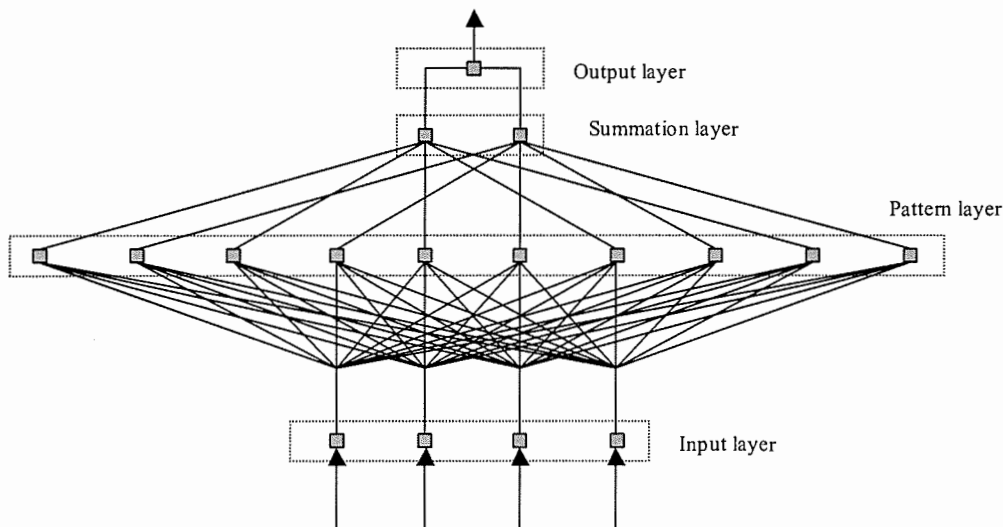 Output layer
Summation layer
Pattern layer
Input layer